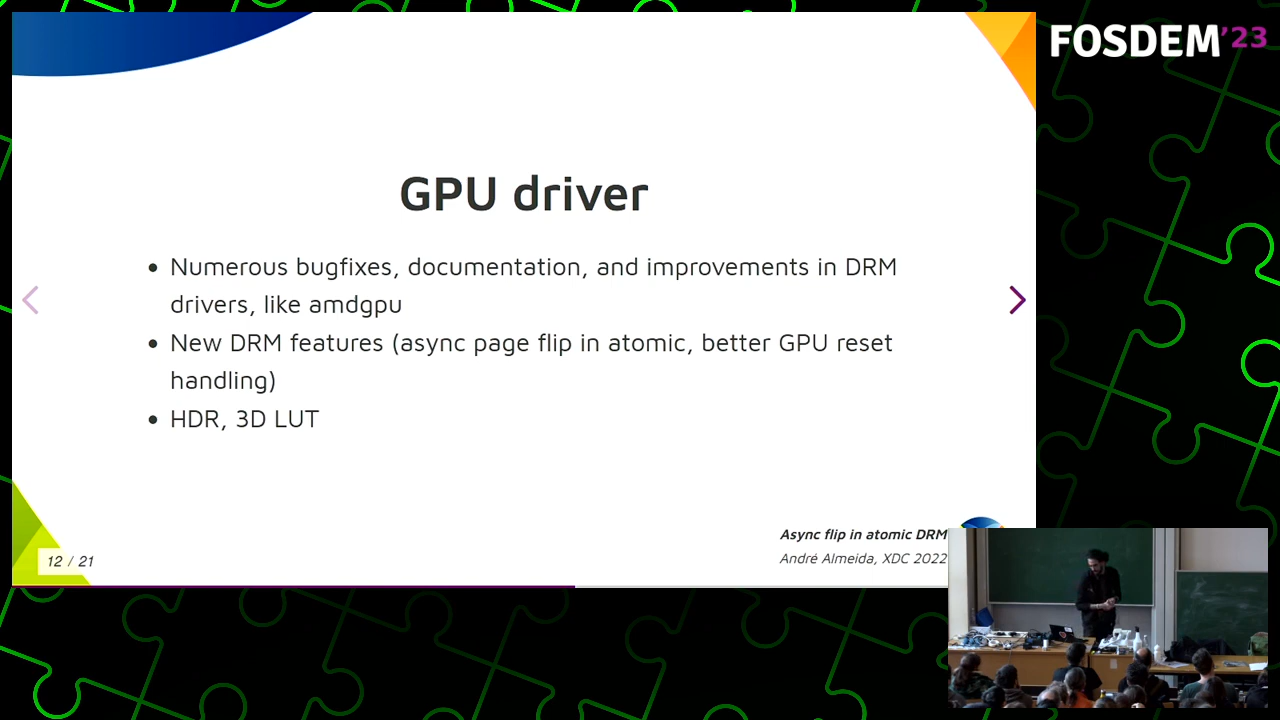 FOSDEM'23
GPU driver
Numerous bugfixes, documentation, and improvements in DRM
drivers, like amdgpu
New DRM features (async page flip in atomic, better GPU reset
handling)
HDR, 3D LUT
Async flip in atomic DRM
André Almeida, XDC 2022
12 / 21